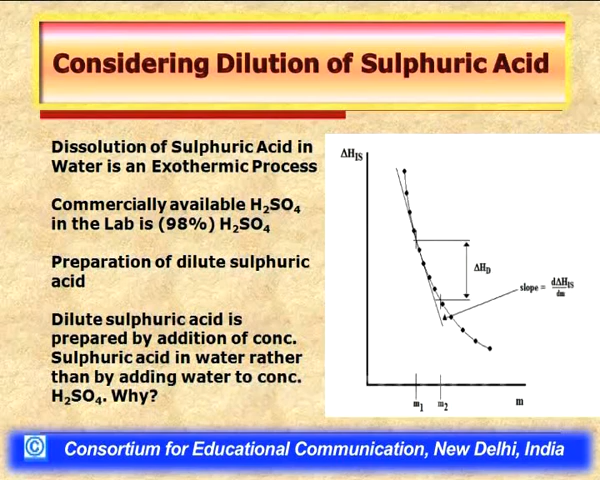 Considering Dilution of Sulphuric Acid
Dissolution of Sulphuric Acid in
Water is an Exothermic Process
Commercially available H₂SO₄
in the Lab is (98%) H₂SO₄
Preparation of dilute sulphuric
acid
Dilute sulphuric acid is
prepared by addition of conc.
Sulphuric acid in water rather
than by adding water to conc.
H₂SO₄. Why?
ΔH_IS
ΔH_D
slope = dΔH_IS/dm
m₁ m₂ m
© Consortium for Educational Communication, New Delhi, India